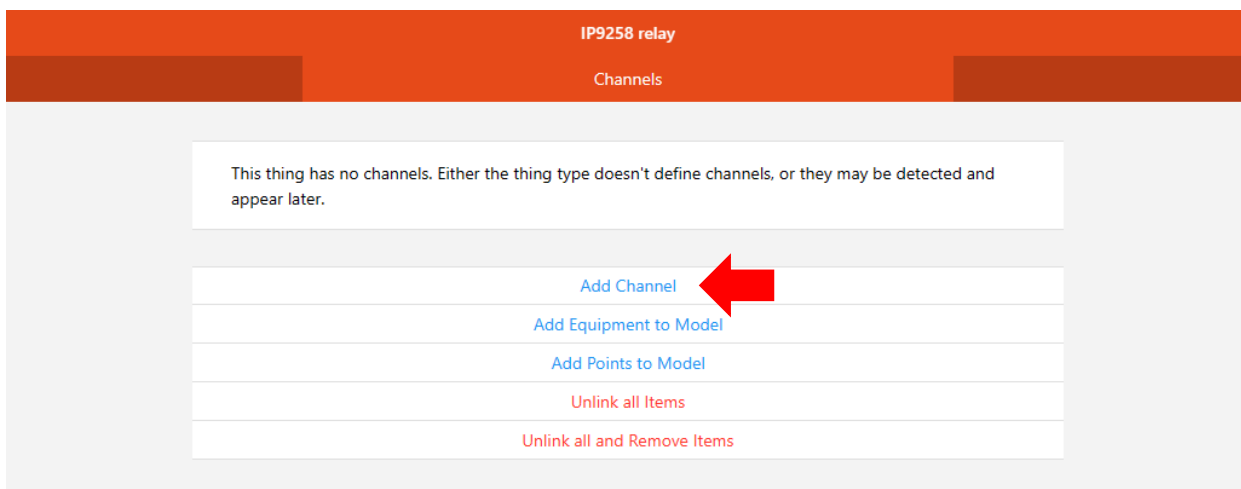 IP9258 relay
Channels
This thing has no channels. Either the thing type doesn't define channels, or they may be detected and
appear later.
Add Channel
Add Equipment to Model
Add Points to Model
Unlink all Items
Unlink all and Remove Items